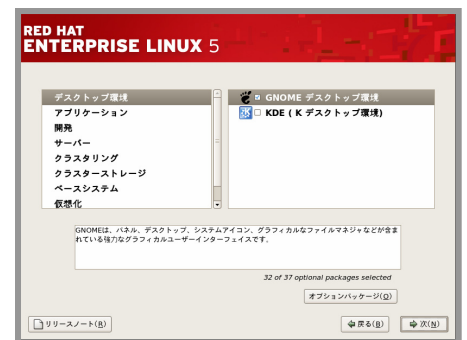 RED HAT
ENTERPRISE LINUX 5
デスクトップ環境
アプリケーション
開発
サーバー
クラスタリング
クラスターストレージ
ベースシステム
仮想化
GNOME デスクトップ環境
KDE ( K デスクトップ環境)
GNOMEは、パネル、デスクトップ、システムアイコン、グラフィカルなファイルマネジャなどが含ま
れている強力なグラフィカルユーザーインターフェイスです。
32 of 37 optional packages selected
オプションパッケージ(O)
リリースノート(R)
戻る(B)
次(N)